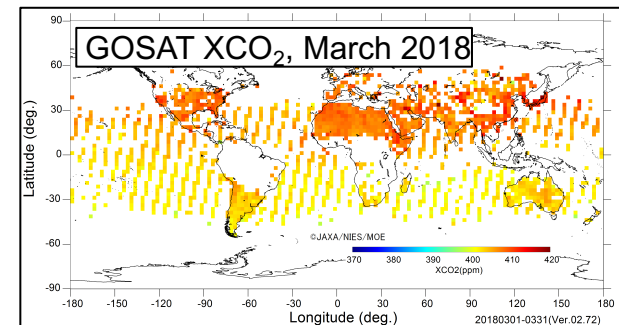 GOSAT XCO₂, March 2018
90
60
30
0
-30
-60
-90
Latitude (deg.)
©JAXA/NIES/MOE
370 380 390 400 410 420
XCO2(ppm)
-180 -150 -120 -90 -60 -30 0 30 60 90 120 150 180
Longitude (deg.)
20180301-0331(Ver.02.72)